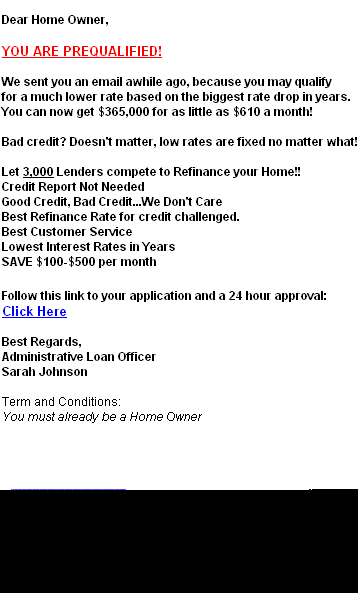 Dear Home Owner,
YOU ARE PREQUALIFIED!
We sent you an email awhile ago, because you may qualify
for a much lower rate based on the biggest rate drop in years.
You can now get $365,000 for as little as $610 a month!
Bad credit? Doesn't matter, low rates are fixed no matter what!
Let 3,000 Lenders compete to Refinance your Home!!
Credit Report Not Needed
Good Credit, Bad Credit...We Don't Care
Best Refinance Rate for credit challenged.
Best Customer Service
Lowest Interest Rates in Years
SAVE $100-$500 per month
Follow this link to your application and a 24 hour approval:
Click Here
Best Regards,
Administrative Loan Officer
Sarah Johnson
Term and Conditions:
You must already be a Home Owner